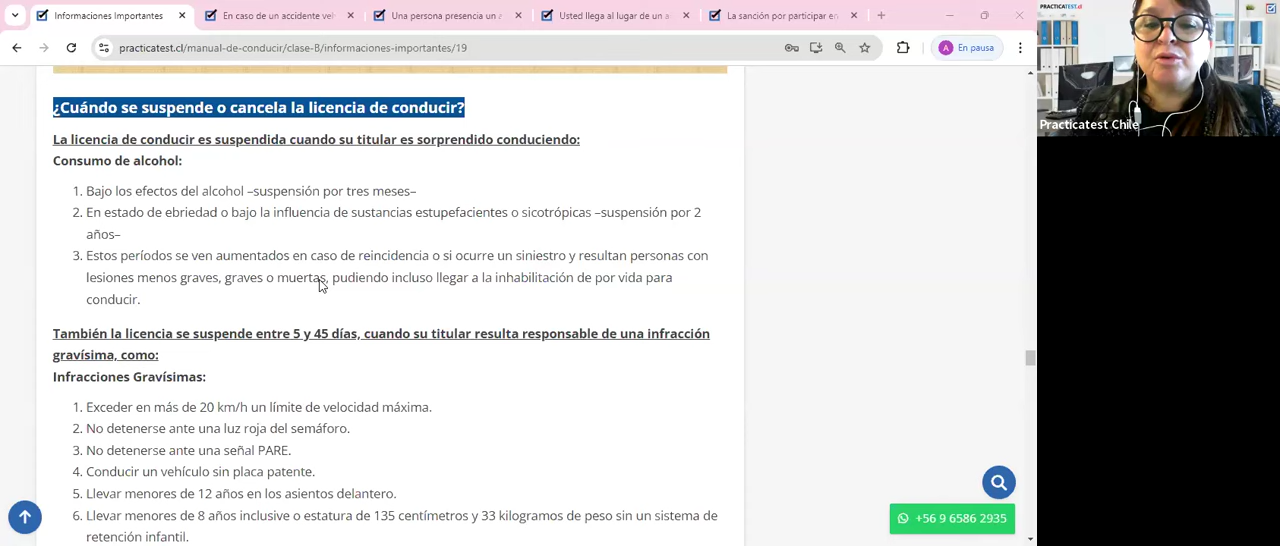 Informaciones Importantes
En caso de un accidente veh
Una persona presencia un a
Usted llega al lugar de un a
La sanción por participar en
practicatest.cl/manual-de-conducir/clase-B/informaciones-importantes/19
A En pausa
PRACTICATEST.cl
Practicatest Chile
¿Cuándo se suspende o cancela la licencia de conducir?
La licencia de conducir es suspendida cuando su titular es sorprendido conduciendo:
Consumo de alcohol:
1. Bajo los efectos del alcohol –suspensión por tres meses–
2. En estado de ebriedad o bajo la influencia de sustancias estupefacientes o sicotrópicas –suspensión por 2
años–
3. Estos períodos se ven aumentados en caso de reincidencia o si ocurre un siniestro y resultan personas con
lesiones menos graves, graves o muertas, pudiendo incluso llegar a la inhabilitación de por vida para
conducir.
También la licencia se suspende entre 5 y 45 días, cuando su titular resulta responsable de una infracción
gravísima, como:
Infracciones Gravísimas:
1. Exceder en más de 20 km/h un límite de velocidad máxima.
2. No detenerse ante una luz roja del semáforo.
3. No detenerse ante una señal PARE.
4. Conducir un vehículo sin placa patente.
5. Llevar menores de 12 años en los asientos delantero.
6. Llevar menores de 8 años inclusive o estatura de 135 centímetros y 33 kilogramos de peso sin un sistema de
retención infantil.
+56 9 6586 2935